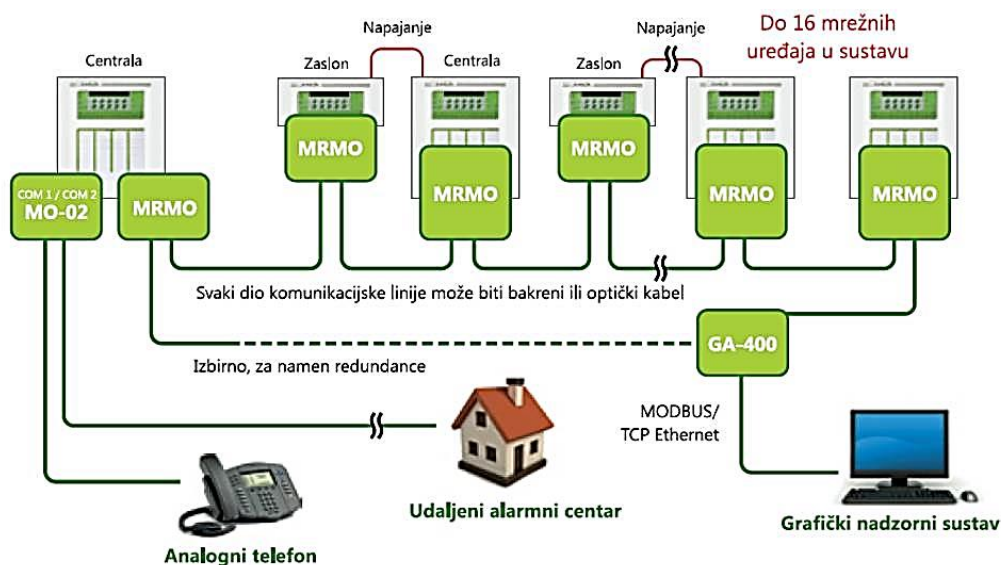 Napajanje
Napajanje
Do 16 mrežnih
uređaja u sustavu
Centrala
Zaslon
Centrala
Zaslon
MRMO
MRMO
MRMO
MRMO
MRMO
COM 1 / COM 2
MO-02
MRMO
Svaki dio komunikacijske linije može biti bakreni ili optički kabel
GA-400
Izbirno, za namen redundance
MODBUS/
TCP Ethernet
Udaljeni alarmni centar
Grafički nadzorni sustav
Analogni telefon